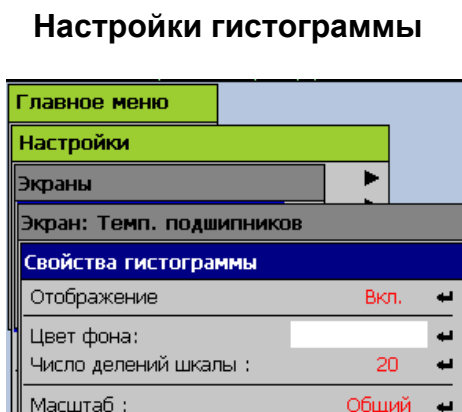 Настройки гистограммы
Главное меню
Настройки
Экраны
Экран: Темп. подшипников
Свойства гистограммы
Отображение Вкл.
Цвет фона:
Число делений шкалы : 20
Масштаб : Общий